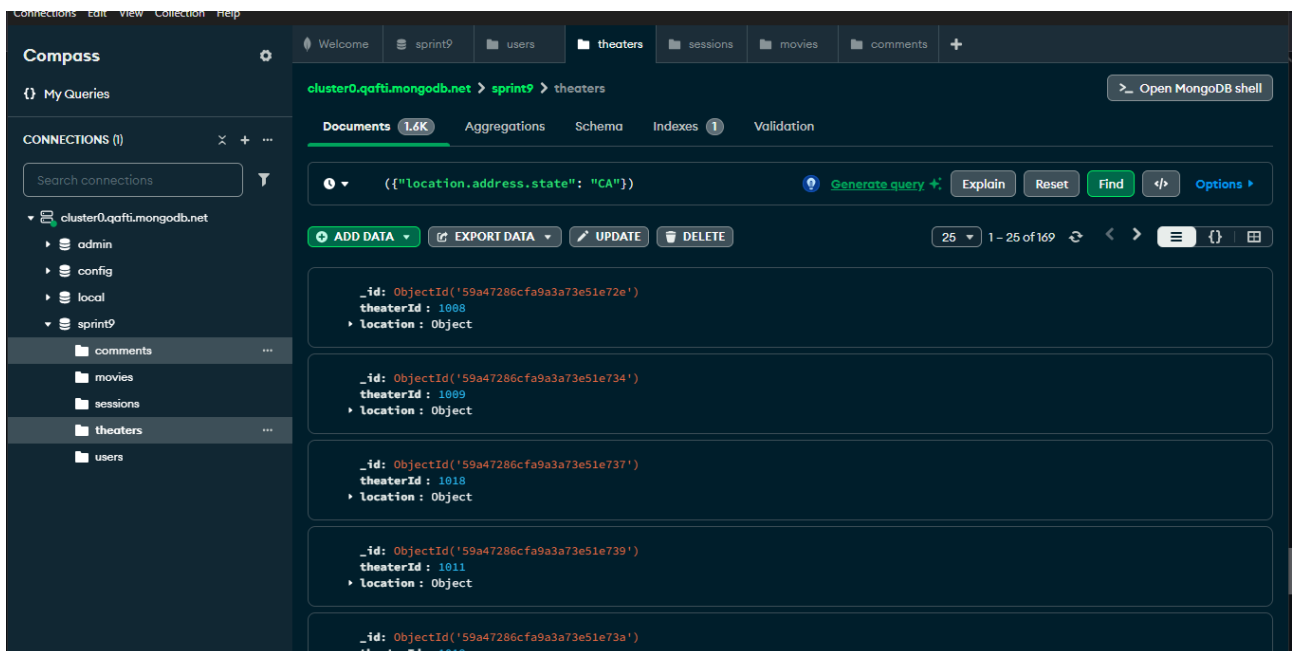 Connections Edit View Collection Help
Compass
{} My Queries
CONNECTIONS (1)
Search connections
cluster0.qafti.mongodb.net
admin
config
local
sprint9
comments
movies
sessions
theaters
users
Welcome sprint9 users theaters sessions movies comments +
cluster0.qafti.mongodb.net > sprint9 > theaters
>_ Open MongoDB shell
Documents 1.6K Aggregations Schema Indexes 1 Validation
({"location.address.state": "CA"})
Generate query Explain Reset Find </> Options
ADD DATA EXPORT DATA UPDATE DELETE
25 1 – 25 of 169 {}
_id: ObjectId('59a47286cfa9a3a73e51e72e')
theaterId : 1008
location : Object
_id: ObjectId('59a47286cfa9a3a73e51e734')
theaterId : 1009
location : Object
_id: ObjectId('59a47286cfa9a3a73e51e737')
theaterId : 1018
location : Object
_id: ObjectId('59a47286cfa9a3a73e51e739')
theaterId : 1011
location : Object
_id: ObjectId('59a47286cfa9a3a73e51e73a')